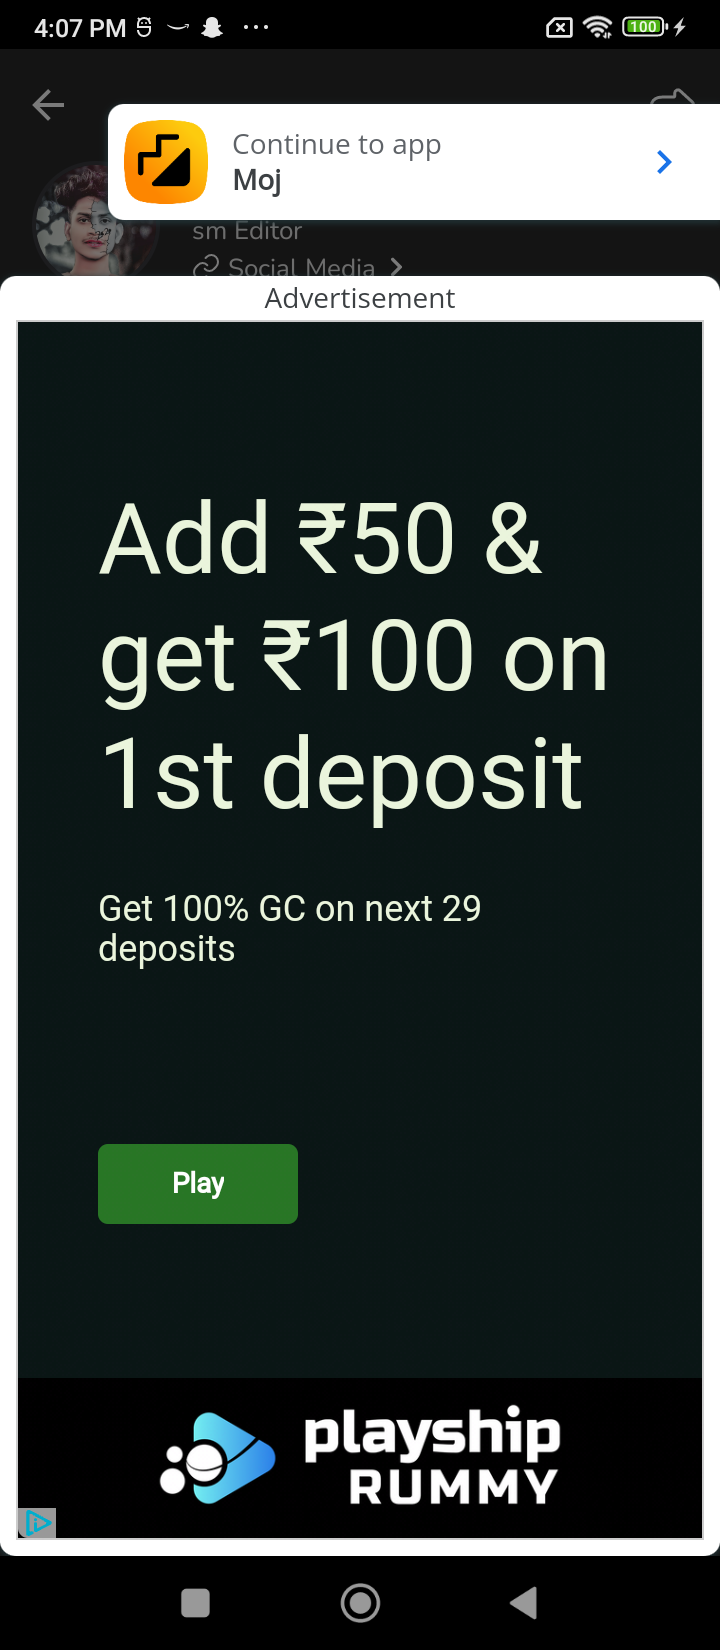 4:07 PM
100
Continue to app
Moj
sm Editor
Social Media
Advertisement
Add ₹50 &
get ₹100 on
1st deposit
Get 100% GC on next 29
deposits
Play
playship
RUMMY